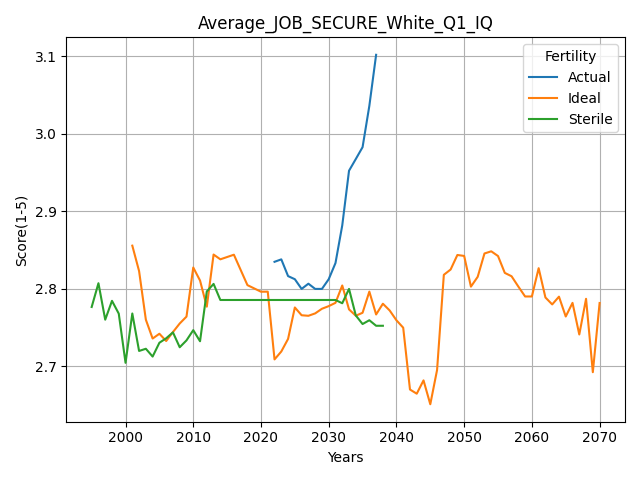 Average_JOB_SECURE_White_Q1_IQ
Fertility
Actual
Ideal
Sterile
Score(1-5)
3.1
3.0
2.9
2.8
2.7
2000 2010 2020 2030 2040 2050 2060 2070
Years